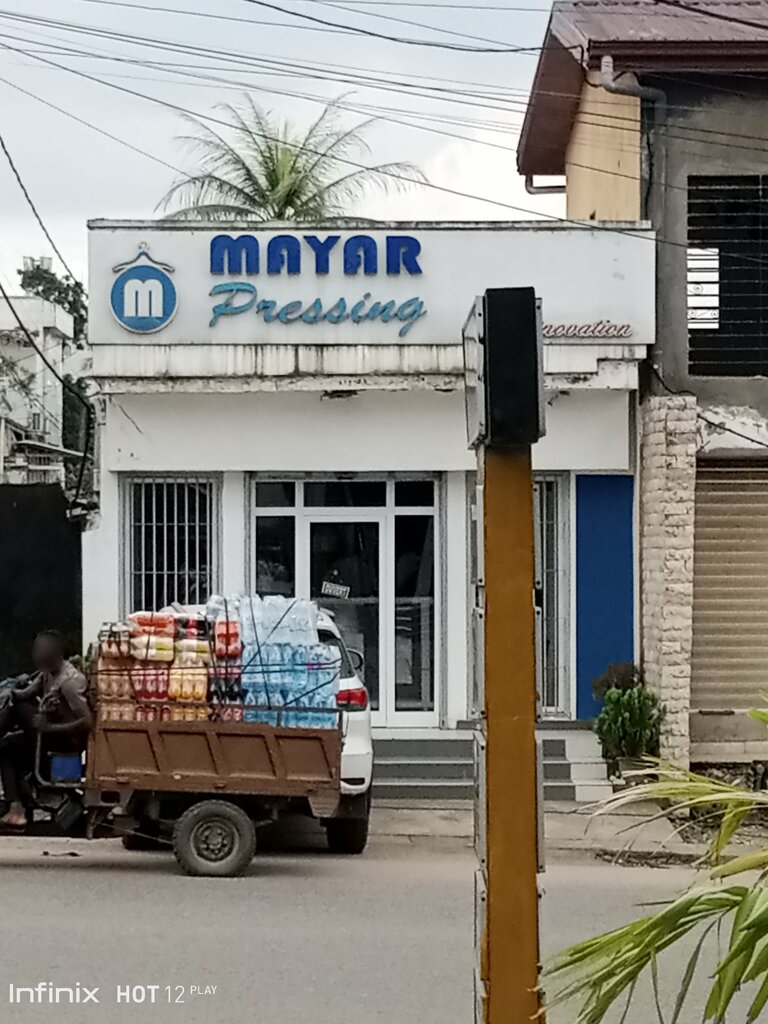 MAYAR
m
Pressing
novation
Infinix HOT 12 PLAY